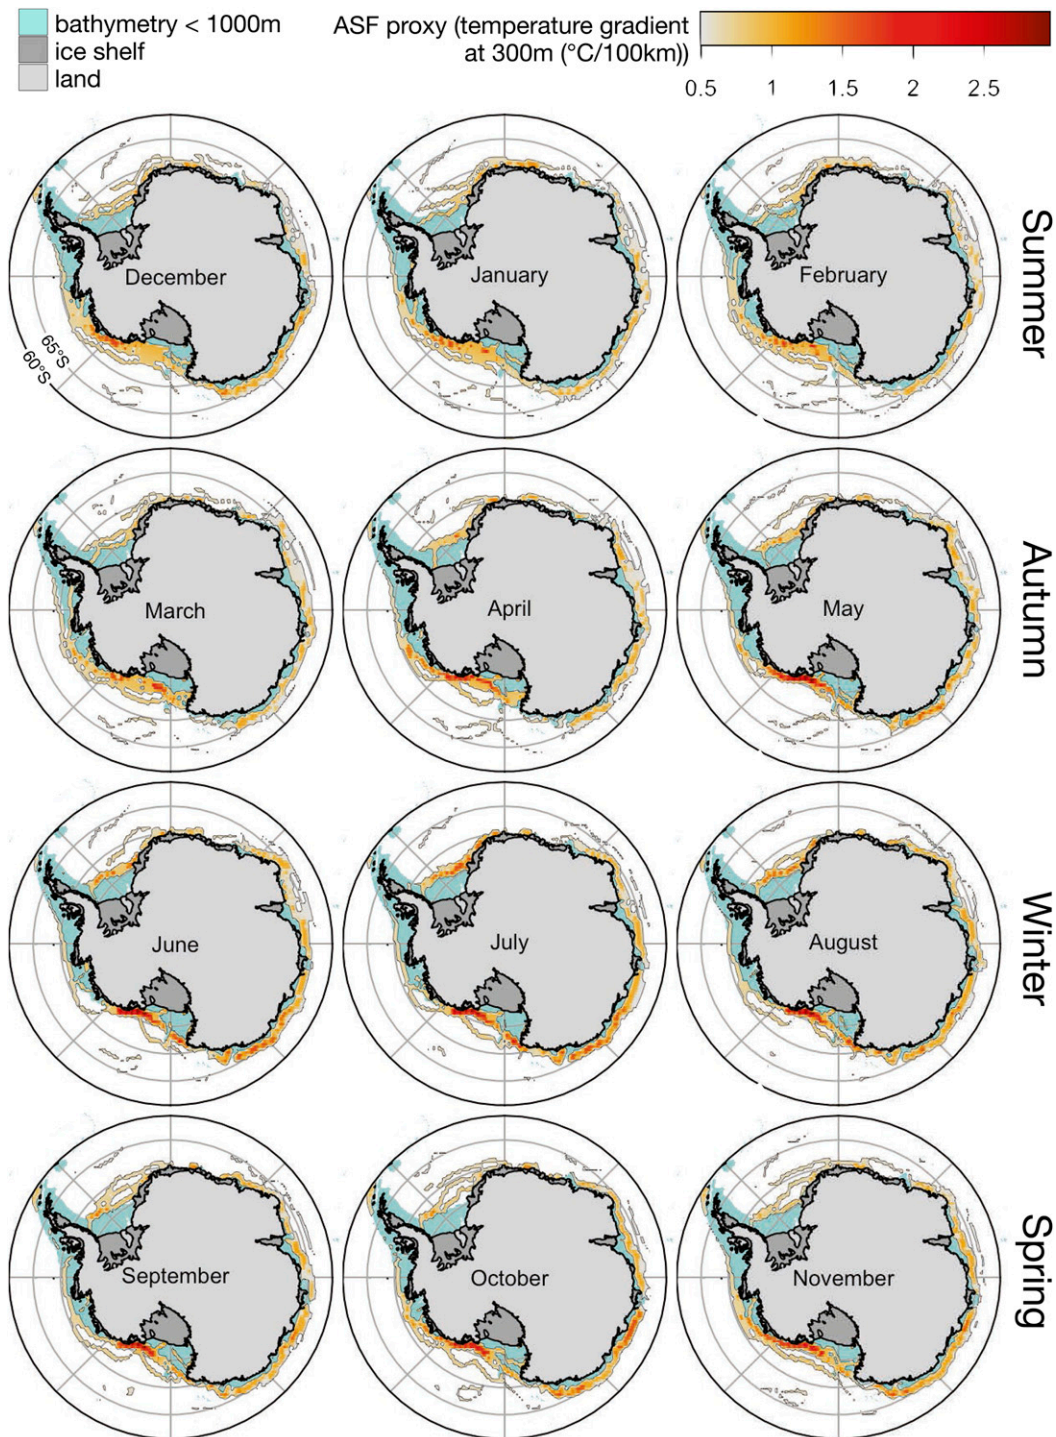 bathymetry < 1000m
ice shelf
land
ASF proxy (temperature gradient
at 300m (°C/100km))
0.5 1 1.5 2 2.5
December
January
February
Summer
65°S
60°S
March
April
May
Autumn
June
July
August
Winter
September
October
November
Spring